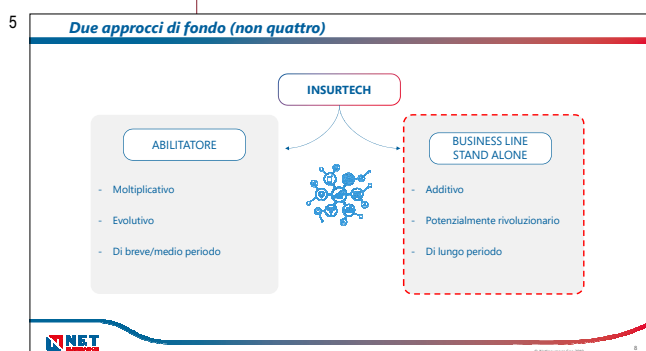 5
Due approcci di fondo (non quattro)
INSURTECH
ABILITATORE
- Moltiplicativo
- Evolutivo
- Di breve/medio periodo
BUSINESS LINE
STAND ALONE
- Additivo
- Potenzialmente rivoluzionario
- Di lungo periodo
NET